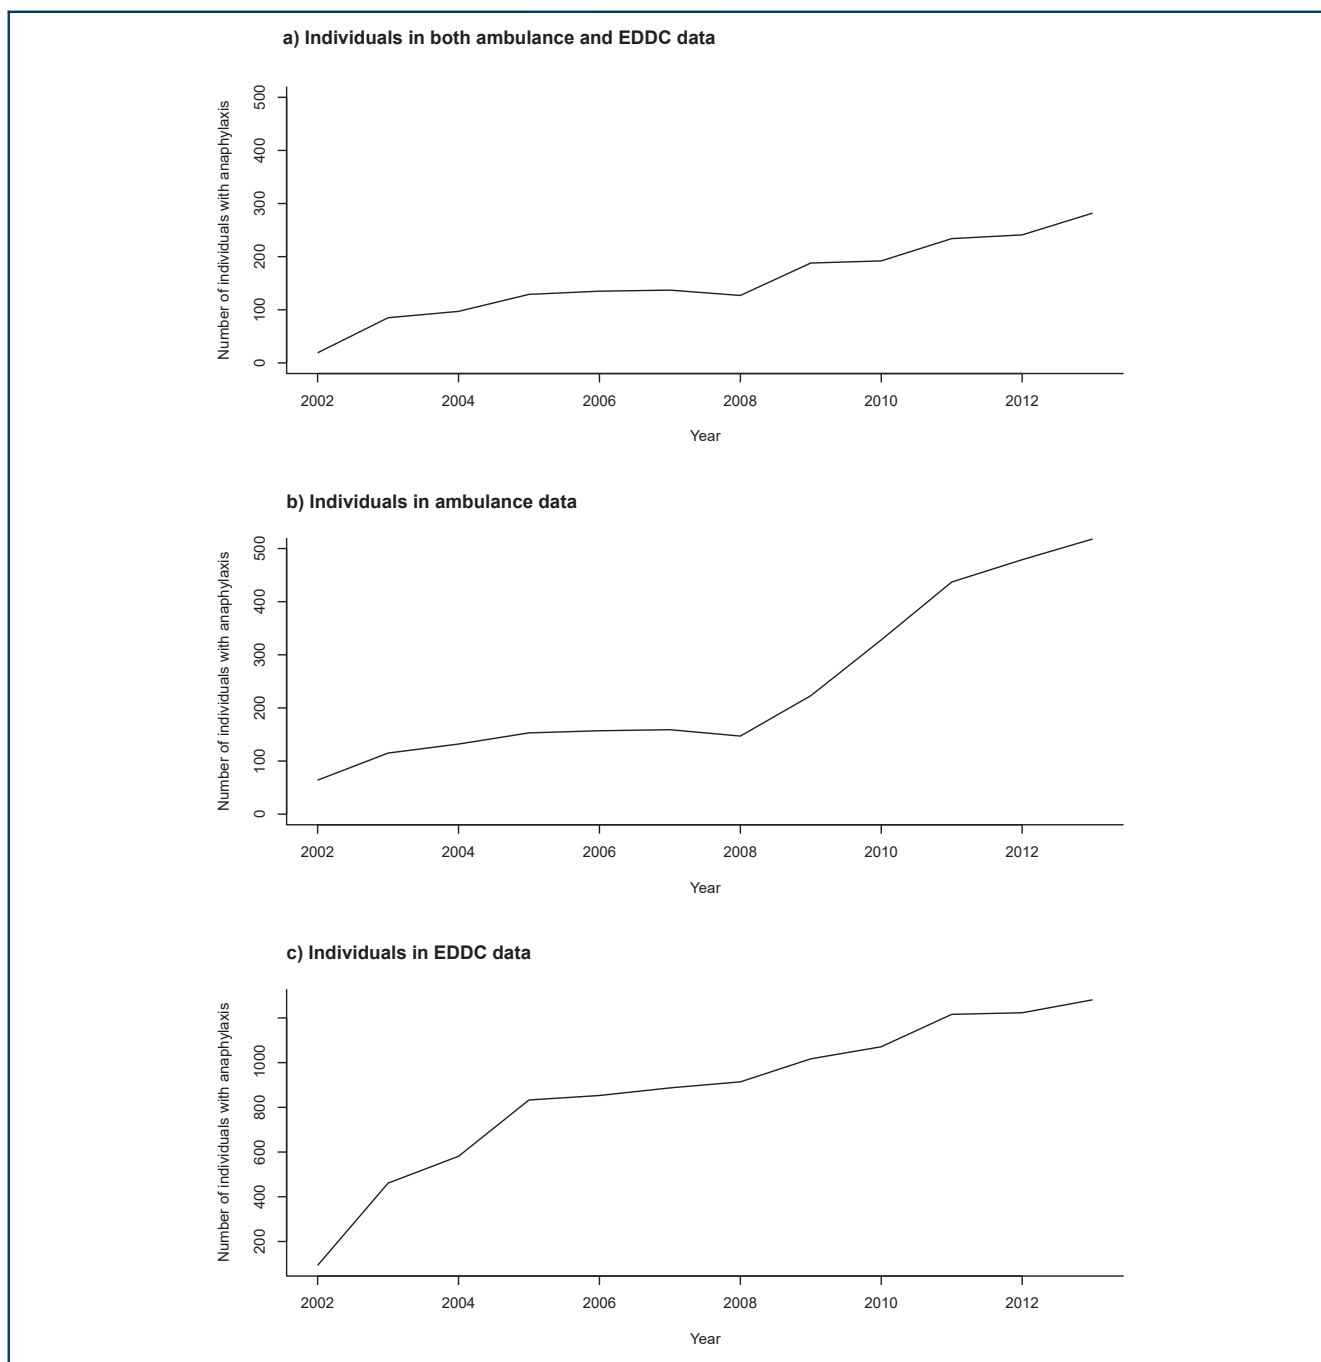 a) Individuals in both ambulance and EDDC data
Number of individuals with anaphylaxis
500
400
300
200
100
0
2002 2004 2006 2008 2010 2012
Year
b) Individuals in ambulance data
Number of individuals with anaphylaxis
500
400
300
200
100
0
2002 2004 2006 2008 2010 2012
Year
c) Individuals in EDDC data
Number of individuals with anaphylaxis
1000
800
600
400
200
2002 2004 2006 2008 2010 2012
Year